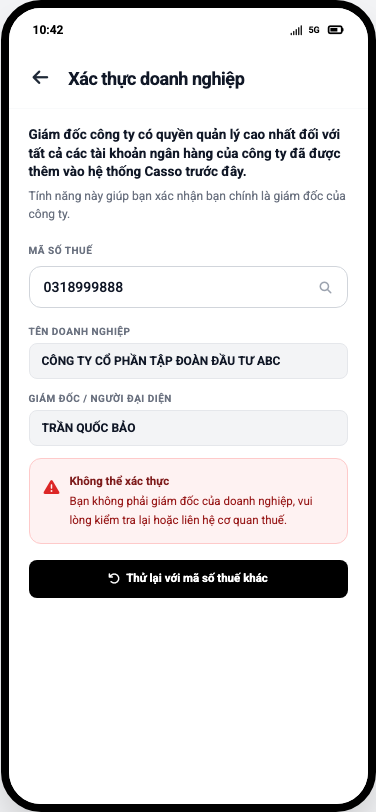 10:42
5G
Xác thực doanh nghiệp
Giám đốc công ty có quyền quản lý cao nhất đối với
tất cả các tài khoản ngân hàng của công ty đã được
thêm vào hệ thống Casso trước đây.
Tính năng này giúp bạn xác nhận bạn chính là giám đốc của
công ty.
MÃ SỐ THUẾ
0318999888
TÊN DOANH NGHIỆP
CÔNG TY CỔ PHẦN TẬP ĐOÀN ĐẦU TƯ ABC
GIÁM ĐỐC / NGƯỜI ĐẠI DIỆN
TRẦN QUỐC BẢO
Không thể xác thực
Bạn không phải giám đốc của doanh nghiệp, vui
lòng kiểm tra lại hoặc liên hệ cơ quan thuế.
Thử lại với mã số thuế khác